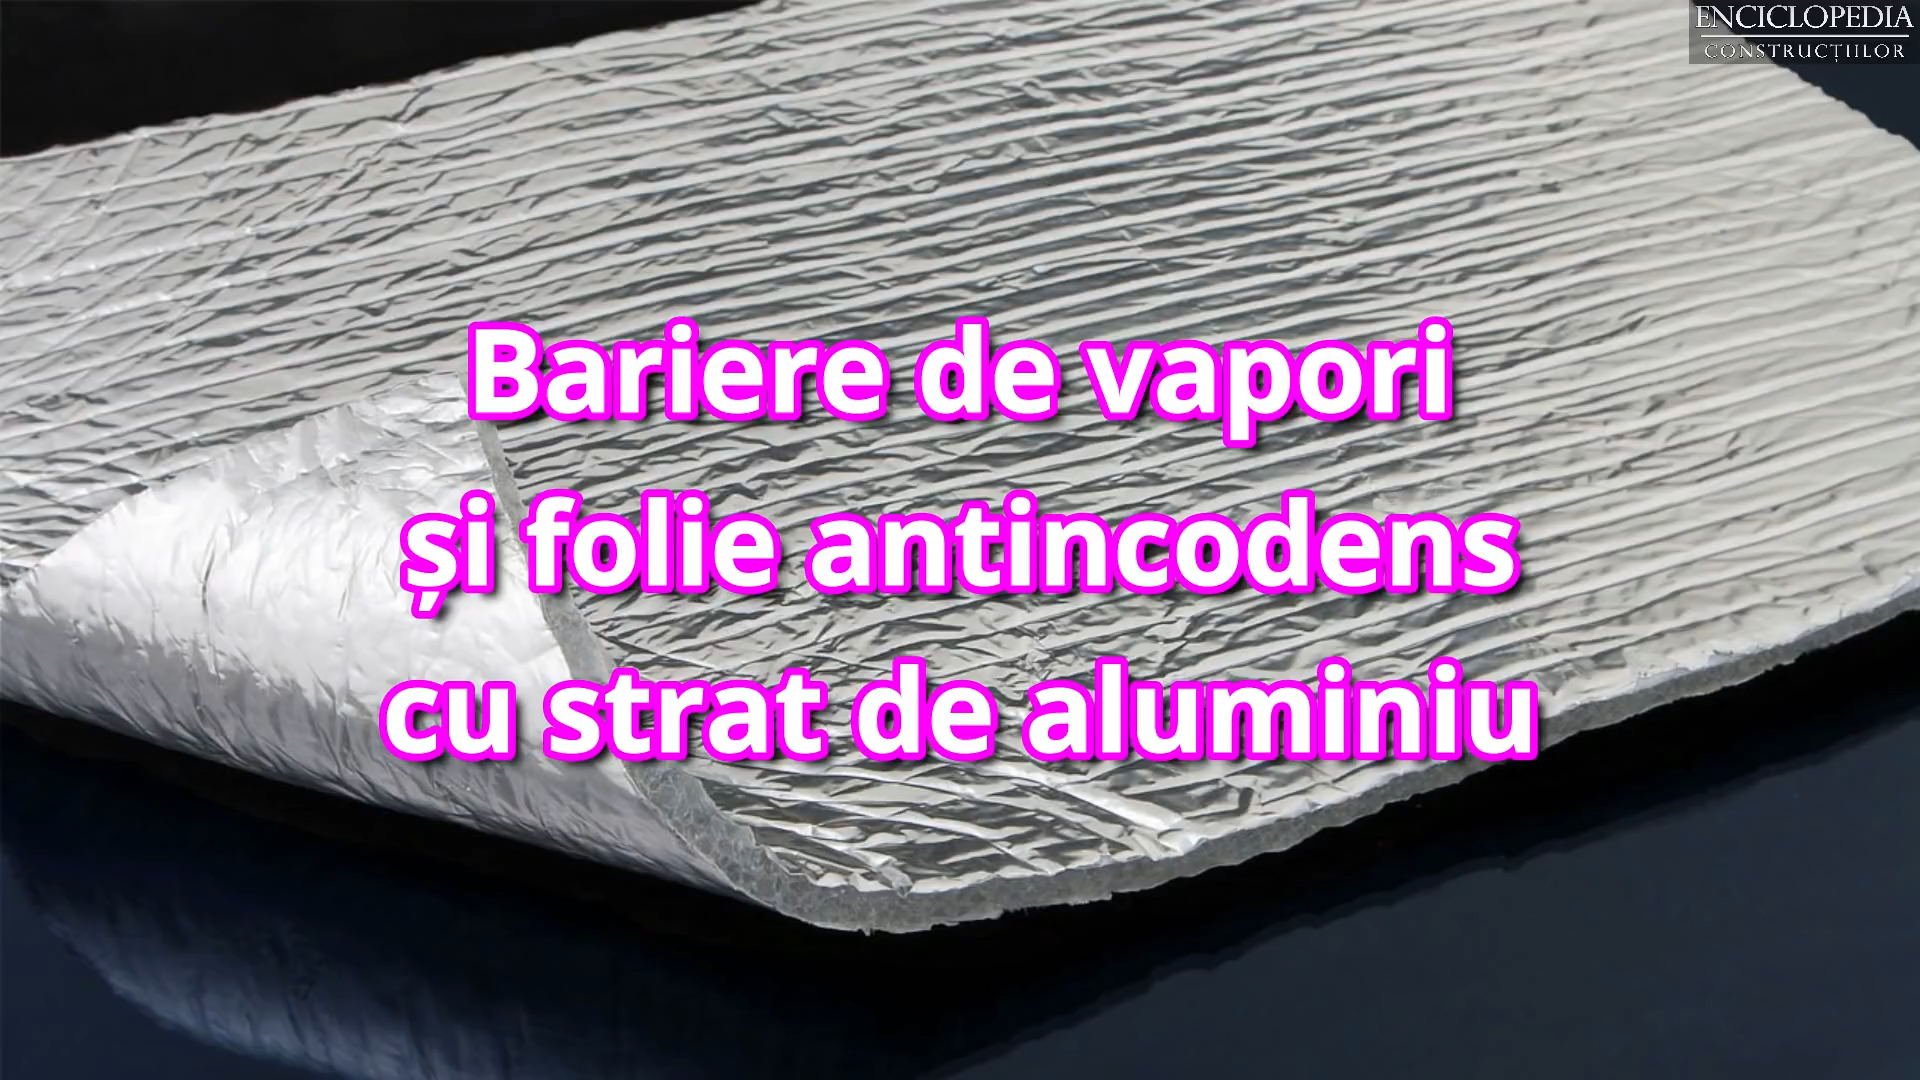 ENCICLOPEDIA
CONSTRUCȚIILOR
Bariere de vapori
și folie antincodens
cu strat de aluminiu